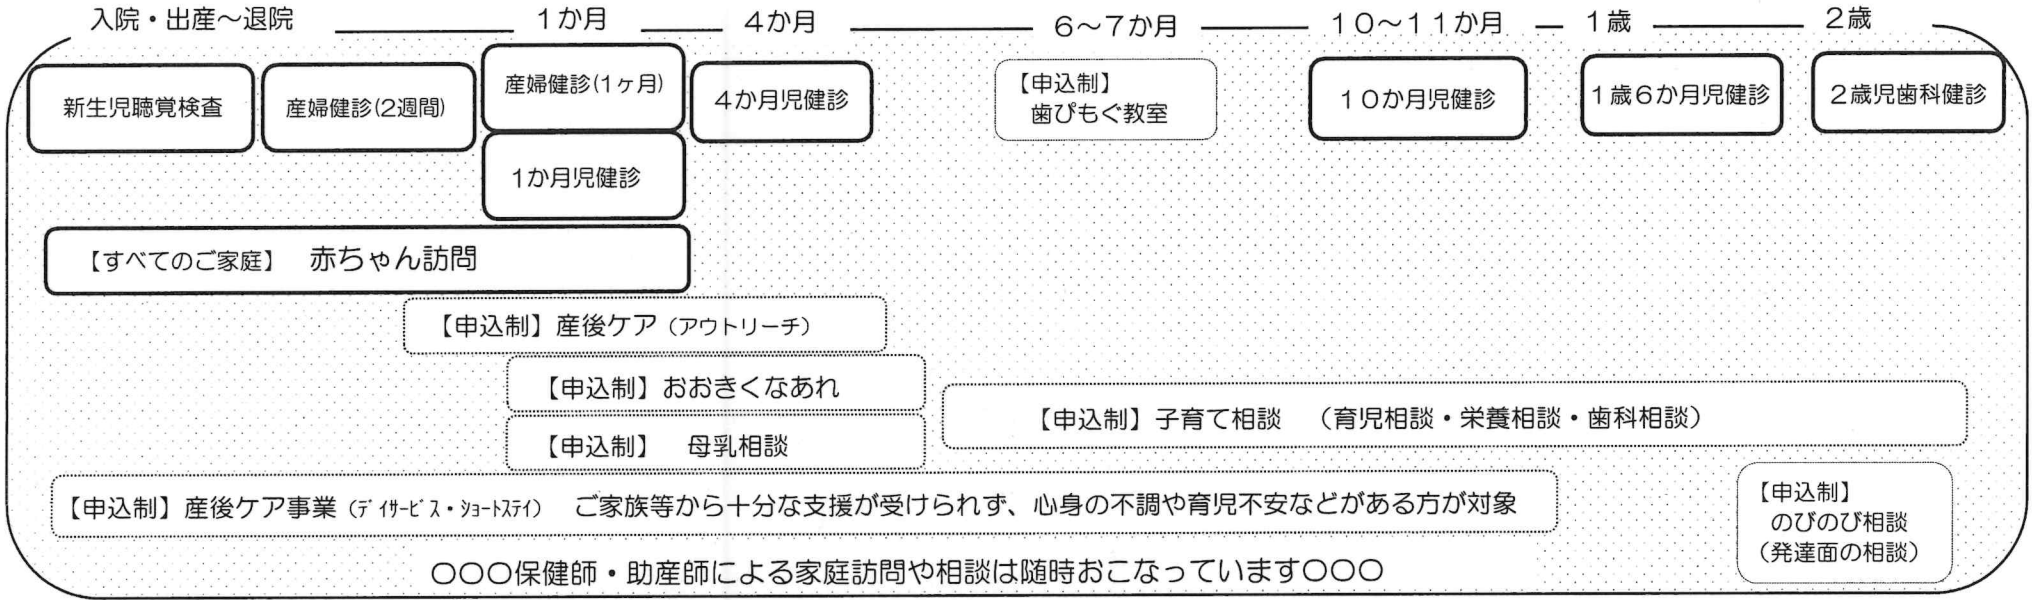 入院・出産～退院
1か月
4か月
6～7か月
10～11か月
1歳
2歳
新生児聴覚検査
産婦健診(2週間)
産婦健診(1ヶ月)
1か月児健診
4か月児健診
【申込制】
歯ぴもぐ教室
10か月児健診
1歳6か月児健診
2歳児歯科健診
【すべてのご家庭】 赤ちゃん訪問
【申込制】産後ケア（アウトリーチ）
【申込制】おおきくなあれ
【申込制】 母乳相談
【申込制】子育て相談 （育児相談・栄養相談・歯科相談）
【申込制】産後ケア事業（ﾃﾞｲｻｰﾋﾞｽ・ｼｮｰﾄｽﾃｲ） ご家族等から十分な支援が受けられず、心身の不調や育児不安などがある方が対象
【申込制】
のびのび相談
（発達面の相談）
〇〇〇保健師・助産師による家庭訪問や相談は随時おこなっています〇〇〇